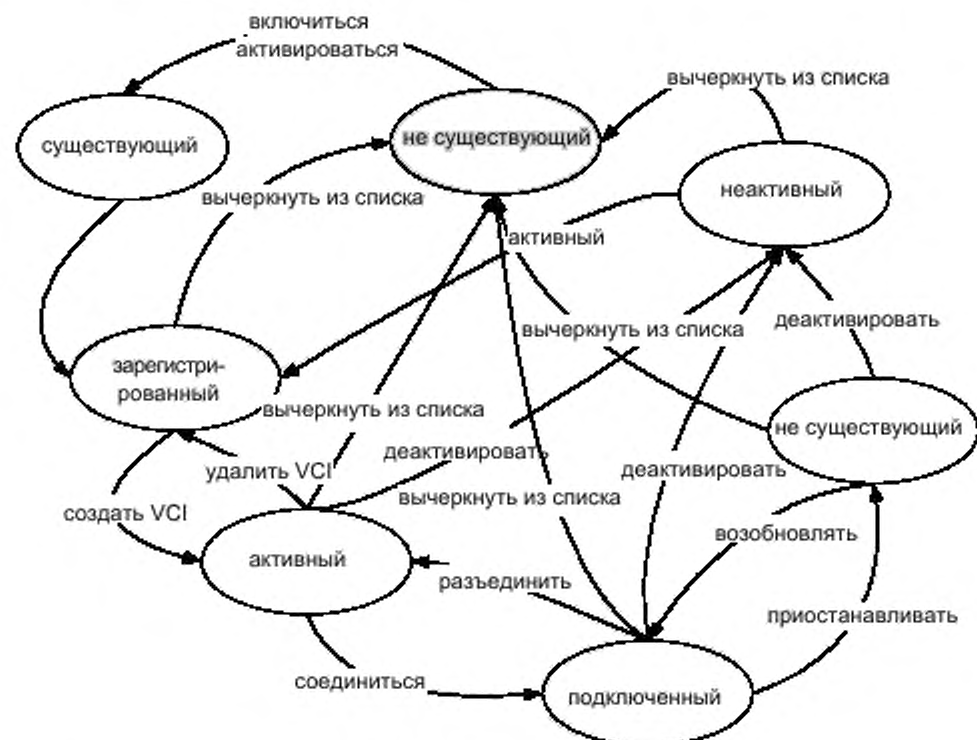 включиться
активироваться
вычеркнуть из списка
существующий
не существующий
неактивный
вычеркнуть из списка
активный
вычеркнуть из списка
деактивировать
зарегистри-
рованный
вычеркнуть из списка
не существующий
деактивировать
удалить VCI
деактивировать
вычеркнуть из списка
создать VCI
возобновлять
активный
разъединить
приостанавливать
соединиться
подключенный